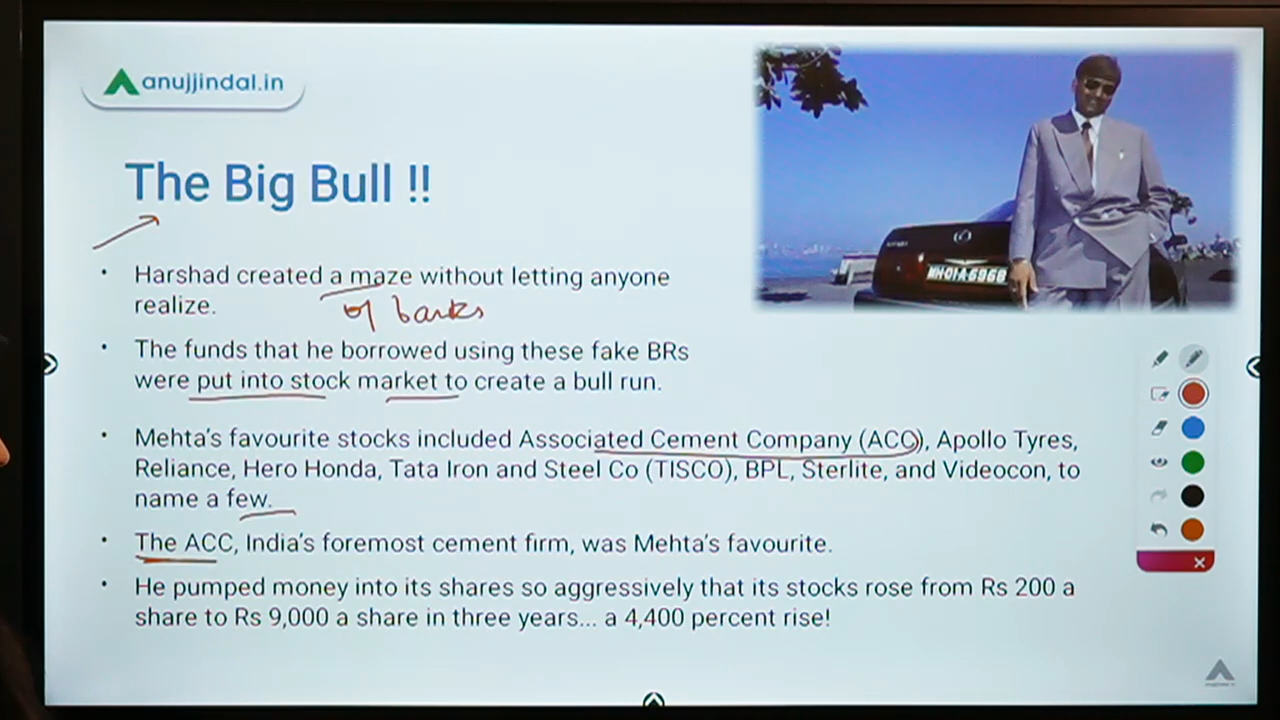 anujjindal.in
The Big Bull !!
• Harshad created a maze without letting anyone
realize.
of banks
• The funds that he borrowed using these fake BRs
were put into stock market to create a bull run.
• Mehta's favourite stocks included Associated Cement Company (ACC), Apollo Tyres,
Reliance, Hero Honda, Tata Iron and Steel Co (TISCO), BPL, Sterlite, and Videocon, to
name a few.
• The ACC, India's foremost cement firm, was Mehta's favourite.
• He pumped money into its shares so aggressively that its stocks rose from Rs 200 a
share to Rs 9,000 a share in three years... a 4,400 percent rise!
MH01A6968